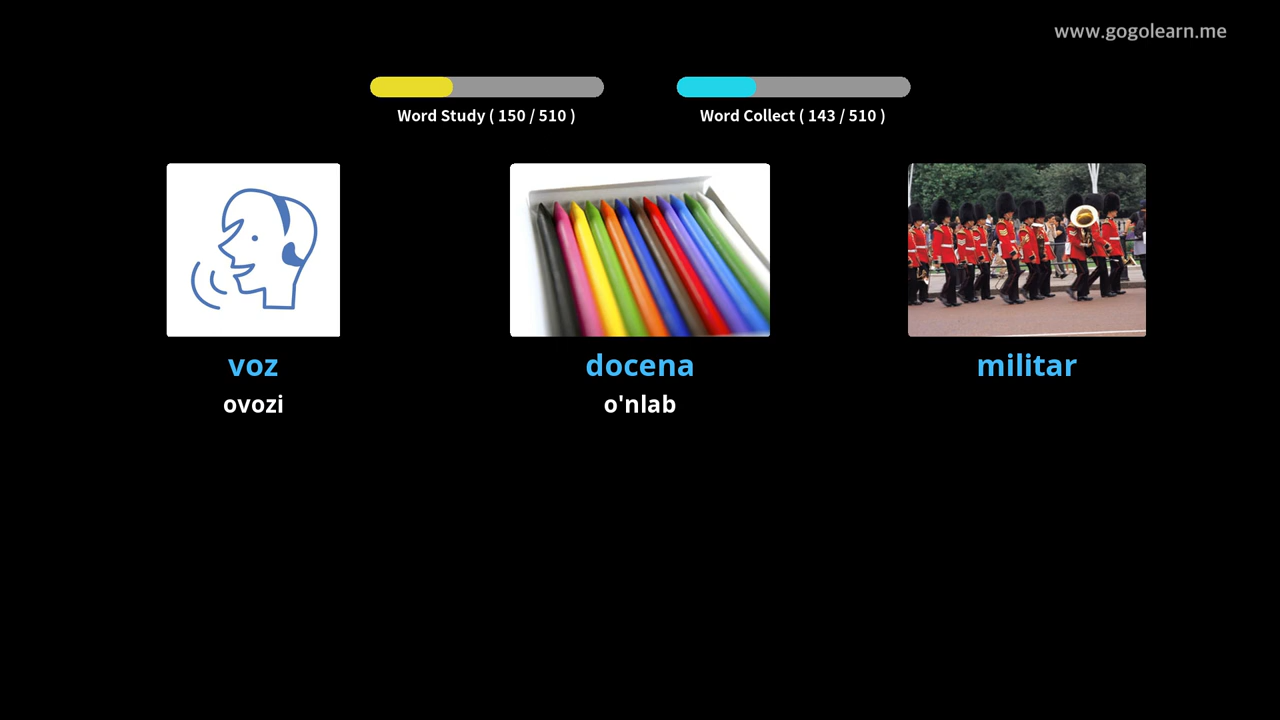 www.gogolearn.me
Word Study ( 150 / 510 )
Word Collect ( 143 / 510 )
voz
docena
militar
ovozi
o'nlab